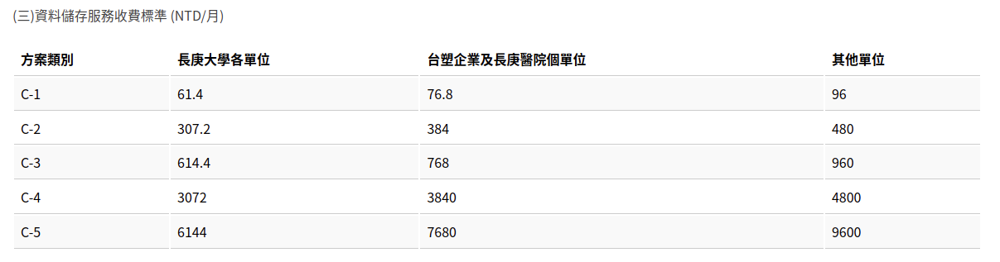 (三)資料儲存服務收費標準 (NTD/月)
方案類別 長庚大學各單位 台塑企業及長庚醫院個單位 其他單位
C-1 61.4 76.8 96
C-2 307.2 384 480
C-3 614.4 768 960
C-4 3072 3840 4800
C-5 6144 7680 9600